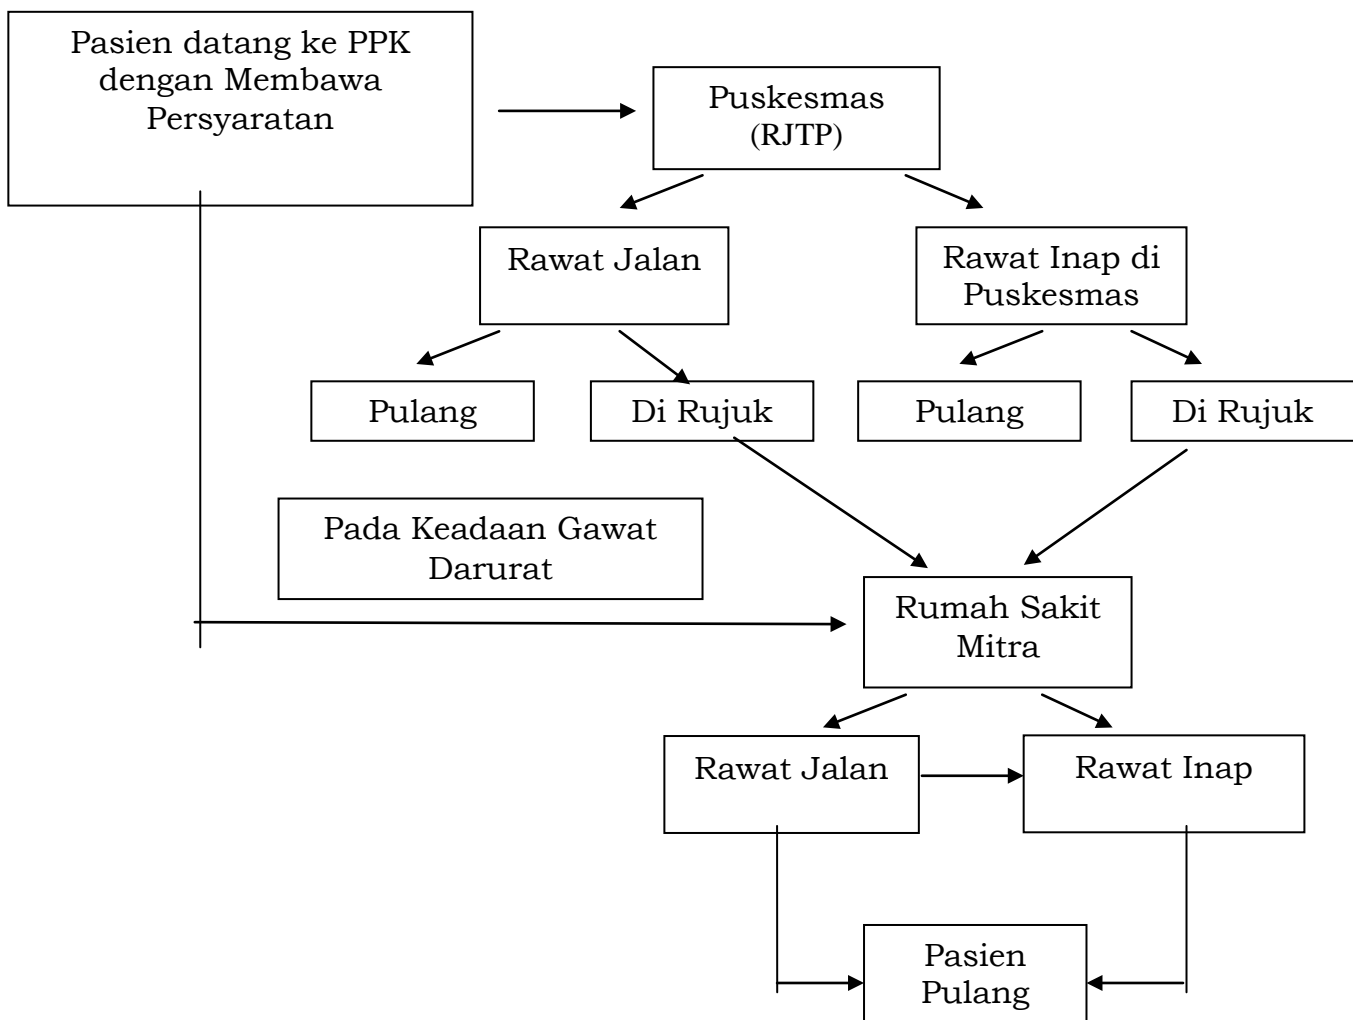 Pasien datang ke PPK
dengan Membawa
Persyaratan
Puskesmas
(RJTP)
Rawat Jalan
Rawat Inap di
Puskesmas
Pulang
Di Rujuk
Pulang
Di Rujuk
Pada Keadaan Gawat
Darurat
Rumah Sakit
Mitra
Rawat Jalan
Rawat Inap
Pasien
Pulang